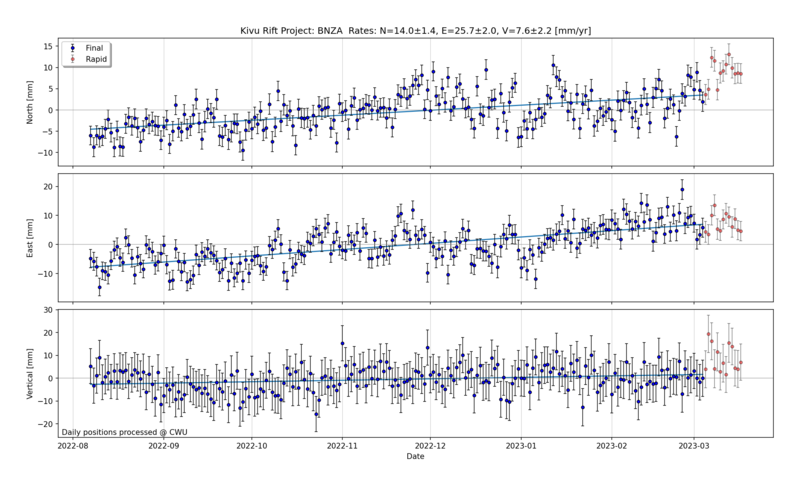 Kivu Rift Project: BNZA  Rates: N=14.0±1.4, E=25.7±2.0, V=7.6±2.2 [mm/yr]
Final
Rapid
North [mm]
15
10
5
0
−5
−10
East [mm]
20
10
0
−10
Vertical [mm]
30
20
10
0
−10
−20
Daily positions processed @ CWU
2022-08 2022-09 2022-10 2022-11 2022-12 2023-01 2023-02 2023-03
Date